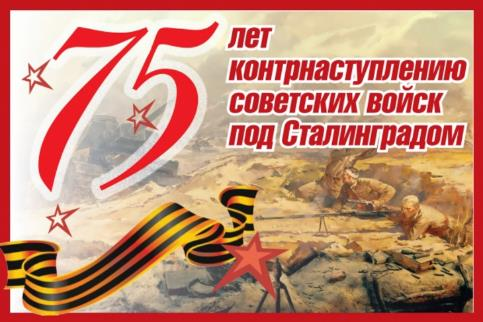 75
лет
контрнаступлению
советских войск
под Сталинградом